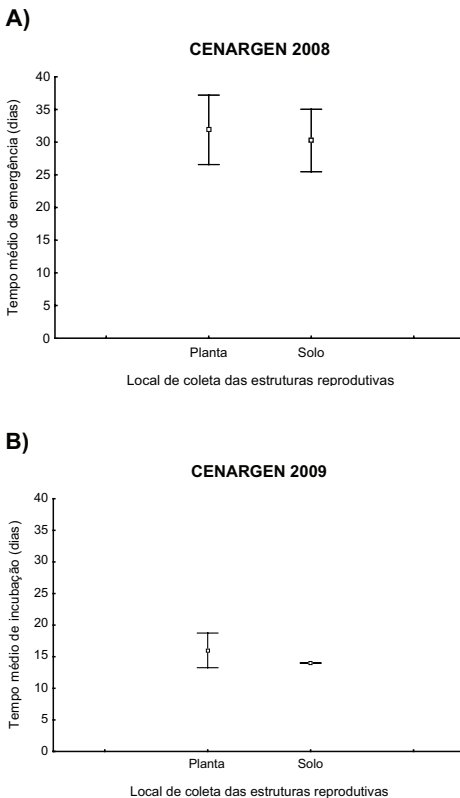 A)
CENARGEN 2008
Tempo médio de emergência (dias)
40
35
30
25
20
15
10
5
0
Planta Solo
Local de coleta das estruturas reprodutivas
B)
CENARGEN 2009
Tempo médio de incubação (dias)
40
35
30
25
20
15
10
5
0
Planta Solo
Local de coleta das estruturas reprodutivas